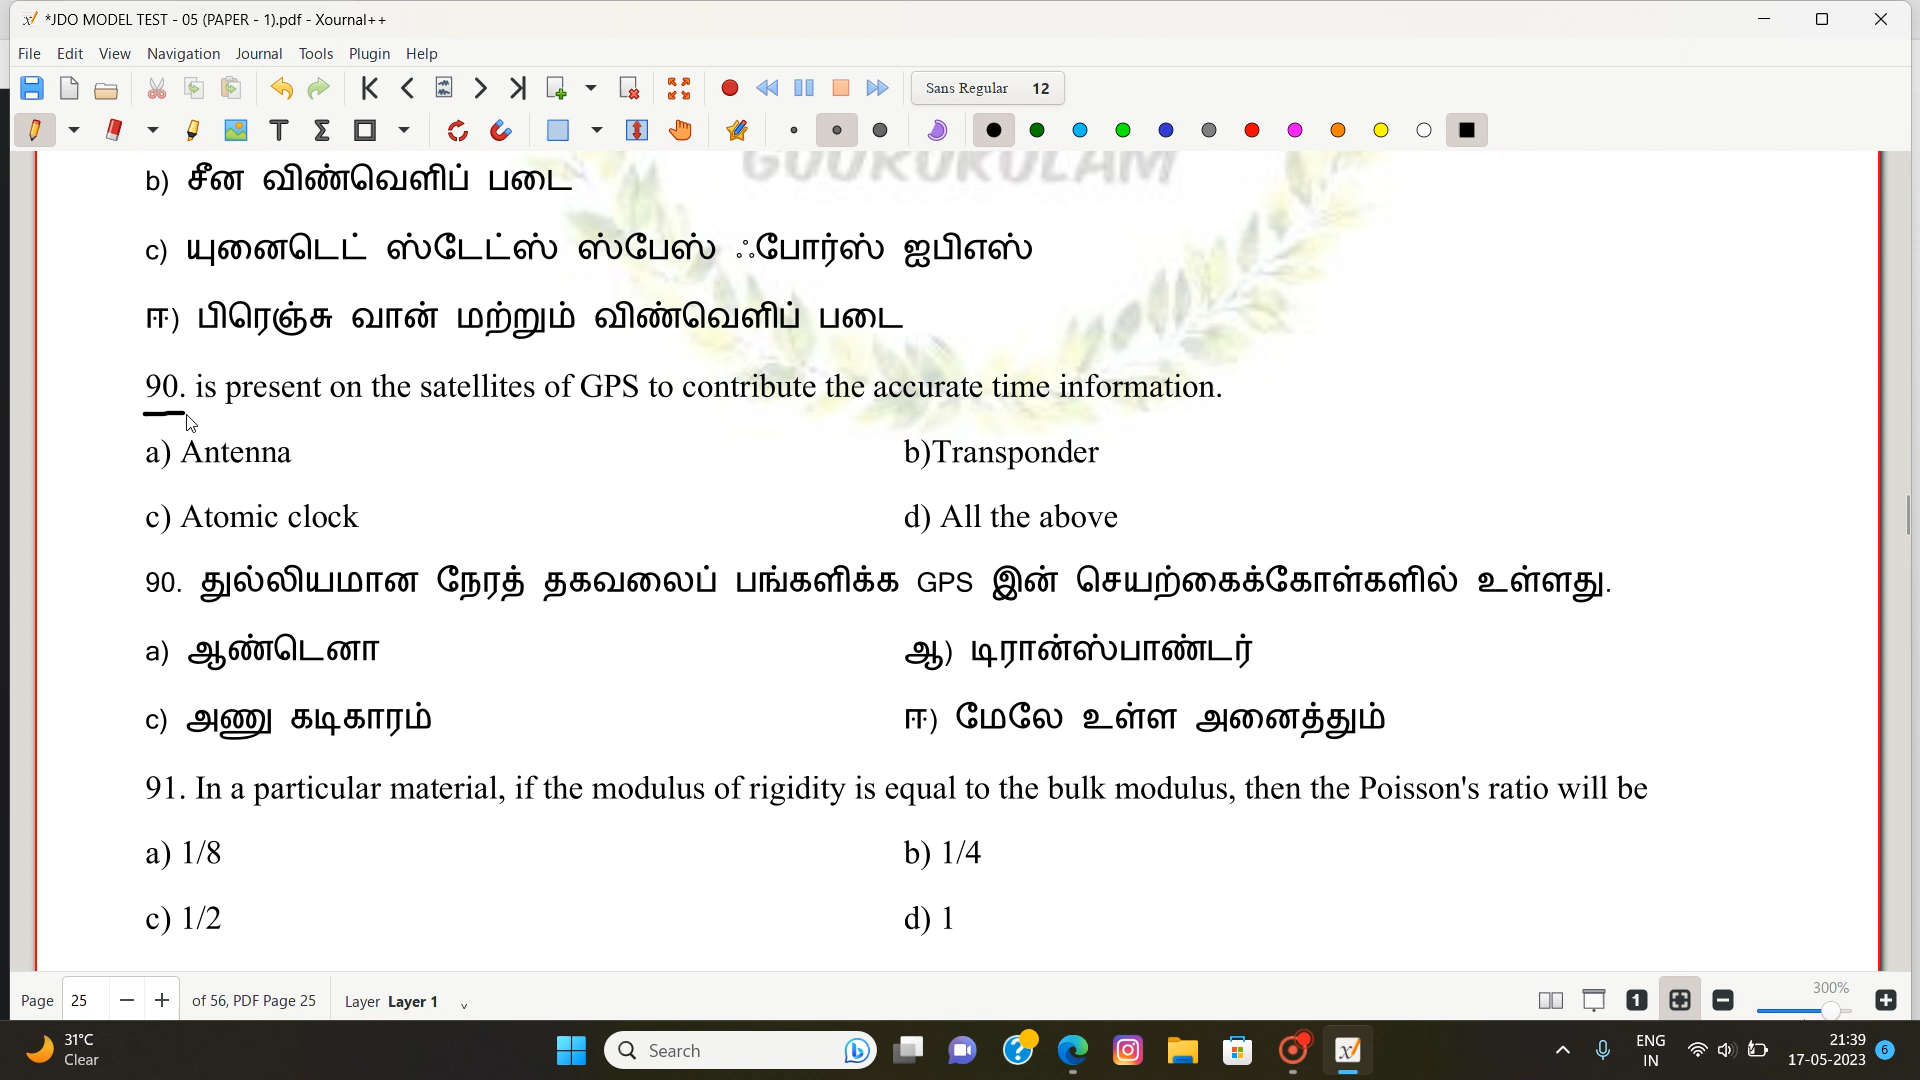 *JDO MODEL TEST - 05 (PAPER - 1).pdf - Xournal++
File Edit View Navigation Journal Tools Plugin Help
Sans Regular 12
GUURUKULAM
b) சீன விண்வெளிப் படை
c) யுனைடெட் ஸ்டேட்ஸ் ஸ்பேஸ் ஃபோர்ஸ் ஐபிஎஸ்
ஈ) பிரெஞ்சு வான் மற்றும் விண்வெளிப் படை
90. is present on the satellites of GPS to contribute the accurate time information.
a) Antenna b)Transponder
c) Atomic clock d) All the above
90. துல்லியமான நேரத் தகவலைப் பங்களிக்க GPS இன் செயற்கைக்கோள்களில் உள்ளது.
a) ஆண்டெனா ஆ) டிரான்ஸ்பாண்டர்
c) அணு கடிகாரம் ஈ) மேலே உள்ள அனைத்தும்
91. In a particular material, if the modulus of rigidity is equal to the bulk modulus, then the Poisson's ratio will be
a) 1/8 b) 1/4
c) 1/2 d) 1
Page 25 of 56, PDF Page 25 Layer Layer 1 300%
31°C
Clear
Search
ENG
IN
21:39
17-05-2023 6